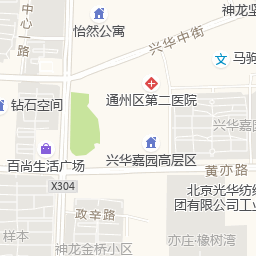 神龙坚
中心一路
怡然公寓
兴华中街
马驹
通州区第二医院
钻石空间
兴华嘉园
兴华嘉园高层区
百尚生活广场
黄亦路
X304
北京光华纺织
团有限公司工业
政辛路
样本
亦庄·橡树湾
神龙金桥小区